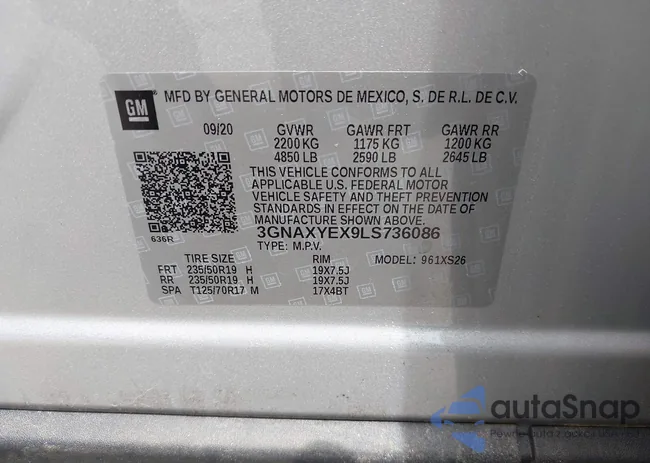 GM ® MFD BY GENERAL MOTORS DE MEXICO, S. DE R.L. DE C.V.
09/20 GVWR GAWR FRT GAWR RR
2200 KG 1175 KG 1200 KG
4850 LB 2590 LB 2645 LB
THIS VEHICLE CONFORMS TO ALL
APPLICABLE U.S. FEDERAL MOTOR
VEHICLE SAFETY AND THEFT PREVENTION
STANDARDS IN EFFECT ON THE DATE OF
MANUFACTURE SHOWN ABOVE.
3GNAXYEX9LS736086
636R TYPE: M.P.V.
TIRE SIZE RIM MODEL: 961XS26
FRT 235/50R19 H 19X7.5J
RR 235/50R19 H 19X7.5J
SPA T125/70R17 M 17X4BT
autaSnap